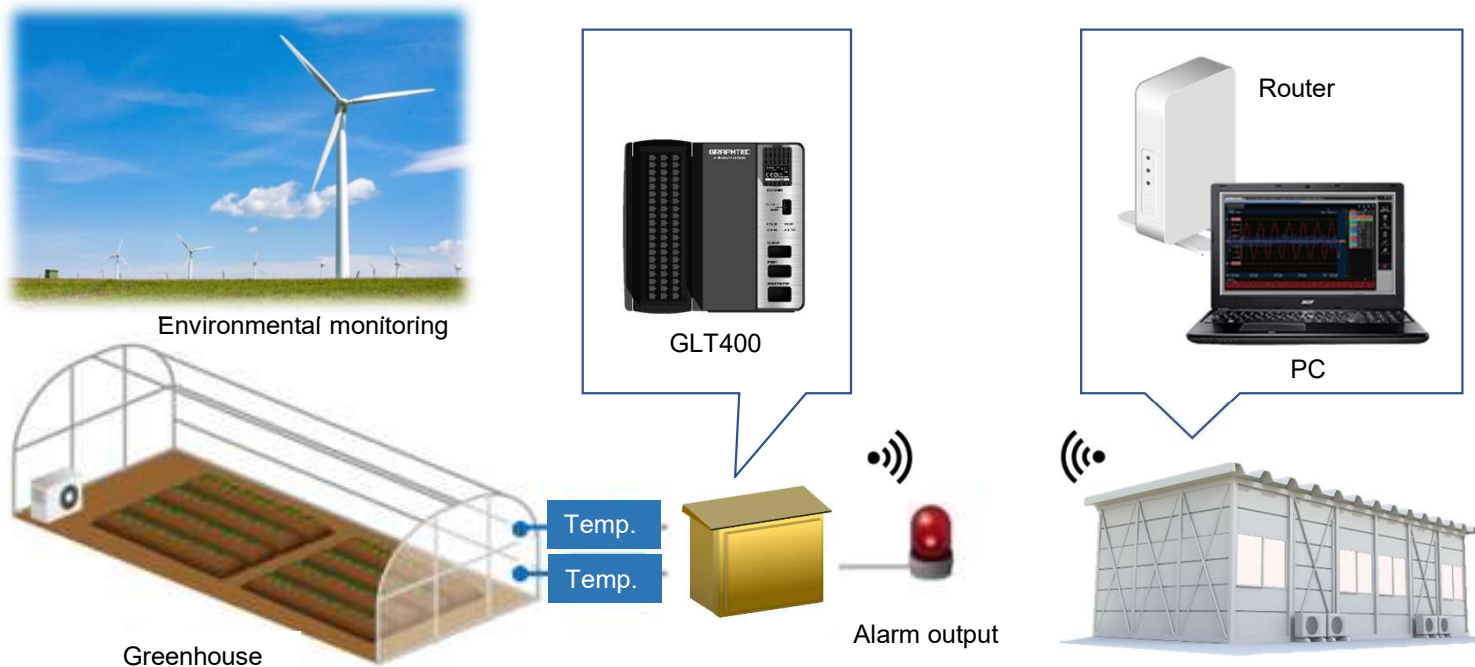 Router
GRAPHTEC
GLT400
PC
Environmental monitoring
Temp.
Temp.
Alarm output
Greenhouse